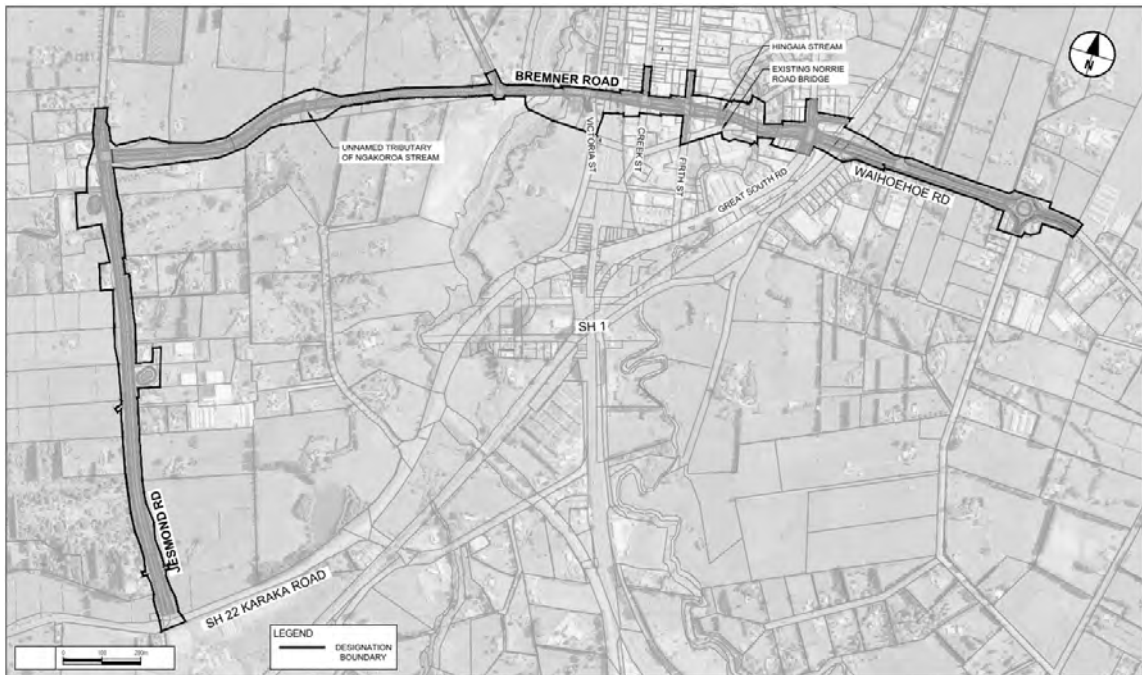 HINGAIA STREAM
EXISTING NORRIE
ROAD BRIDGE
N
BREMNER ROAD
UNNAMED TRIBUTARY
OF NGAKOROA STREAM
VICTORIA ST
CREEK ST
FIRTH ST
GREAT SOUTH RD
WAIHOEHOE RD
SH 1
JESMOND RD
SH 22 KARAKA ROAD
LEGEND
DESIGNATION
BOUNDARY
0 100 200m